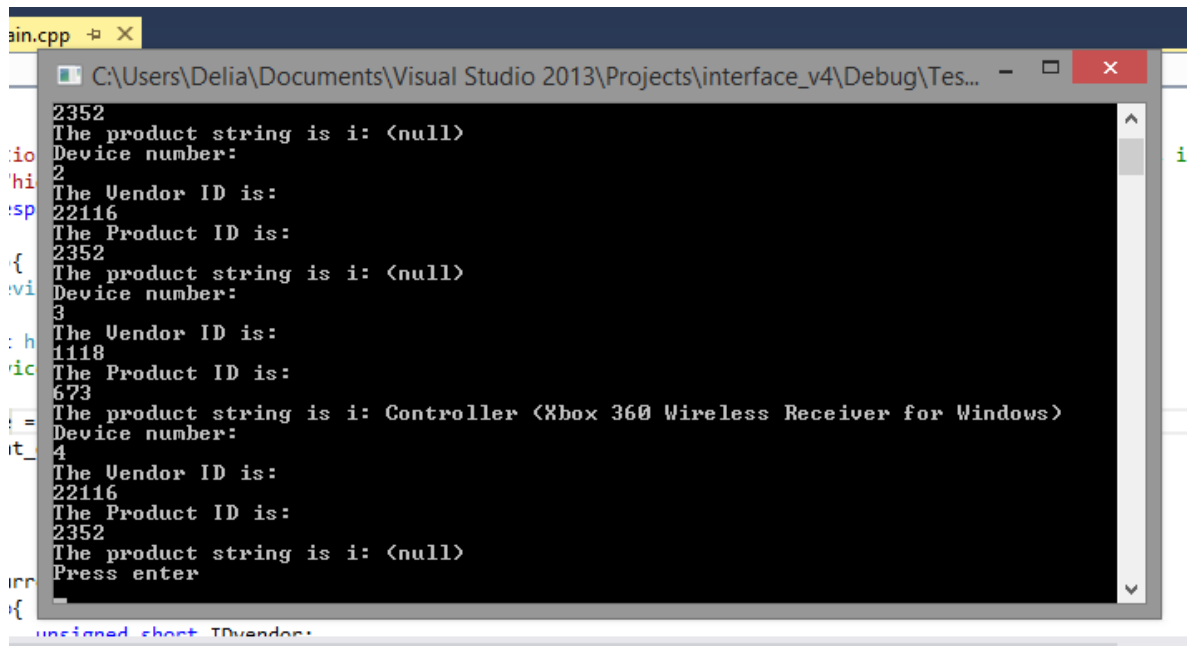 ain.cpp
C:\Users\Delia\Documents\Visual Studio 2013\Projects\interface_v4\Debug\Tes...
2352
The product string is i: (null)
Device number:
2
The Vendor ID is:
22116
The Product ID is:
2352
The product string is i: (null)
Device number:
3
The Vendor ID is:
1118
The Product ID is:
673
The product string is i: Controller (Xbox 360 Wireless Receiver for Windows)
Device number:
4
The Vendor ID is:
22116
The Product ID is:
2352
The product string is i: (null)
Press enter
unsigned short IDvendor;